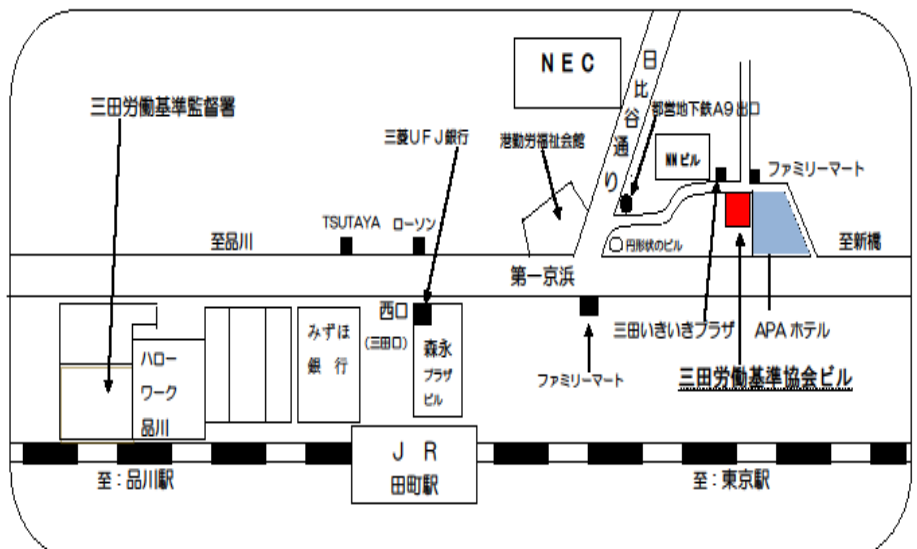 NEC
日比谷通り
三田労働基準監督署
都営地下鉄A9出口
三菱UFJ銀行
港勤労福祉会館
NNビル
ファミリーマート
TSUTAYA
ローソン
至品川
円形状のビル
至新橋
第一京浜
西口
(三田口)
みずほ
銀行
森永
プラザ
ビル
三田いきいきプラザ
APAホテル
ハロー
ワーク
品川
ファミリーマート
三田労働基準協会ビル
JR
田町駅
至:品川駅
至:東京駅